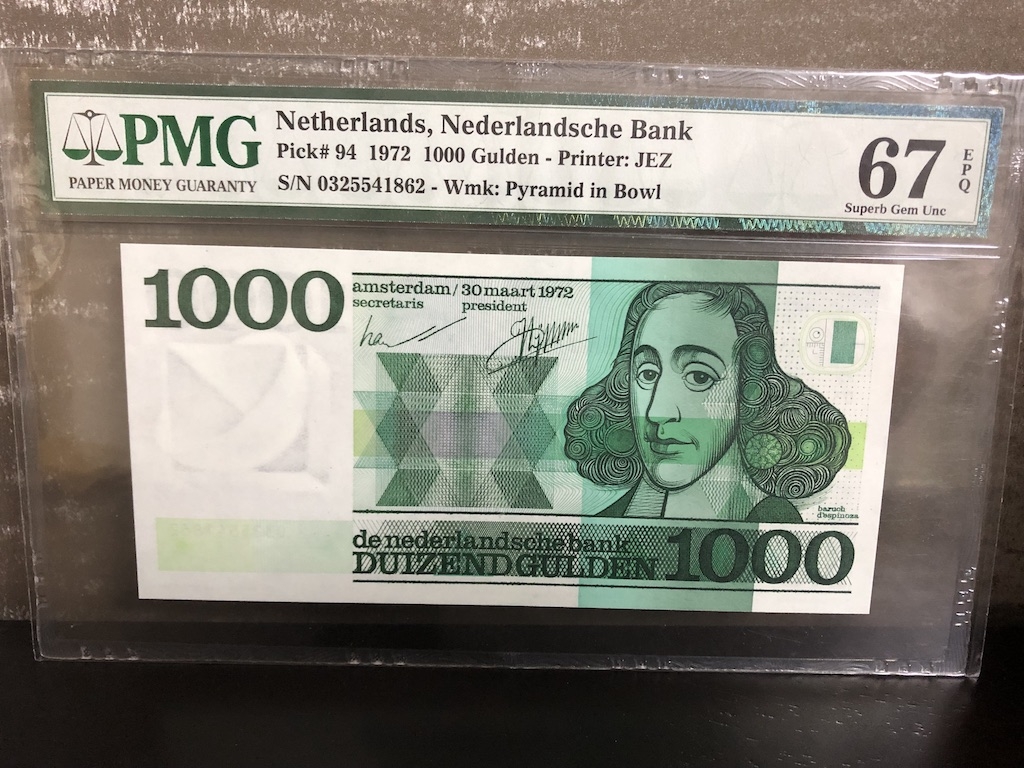 PMG
PAPER MONEY GUARANTY
Netherlands, Nederlandsche Bank
Pick# 94 1972 1000 Gulden - Printer: JEZ
S/N 0325541862 - Wmk: Pyramid in Bowl
67
EPQ
Superb Gem Unc
1000
amsterdam / 30 maart 1972
secretaris president
baruch
d'espinoza
de nederlandsche bank
DUIZEND GULDEN 1000